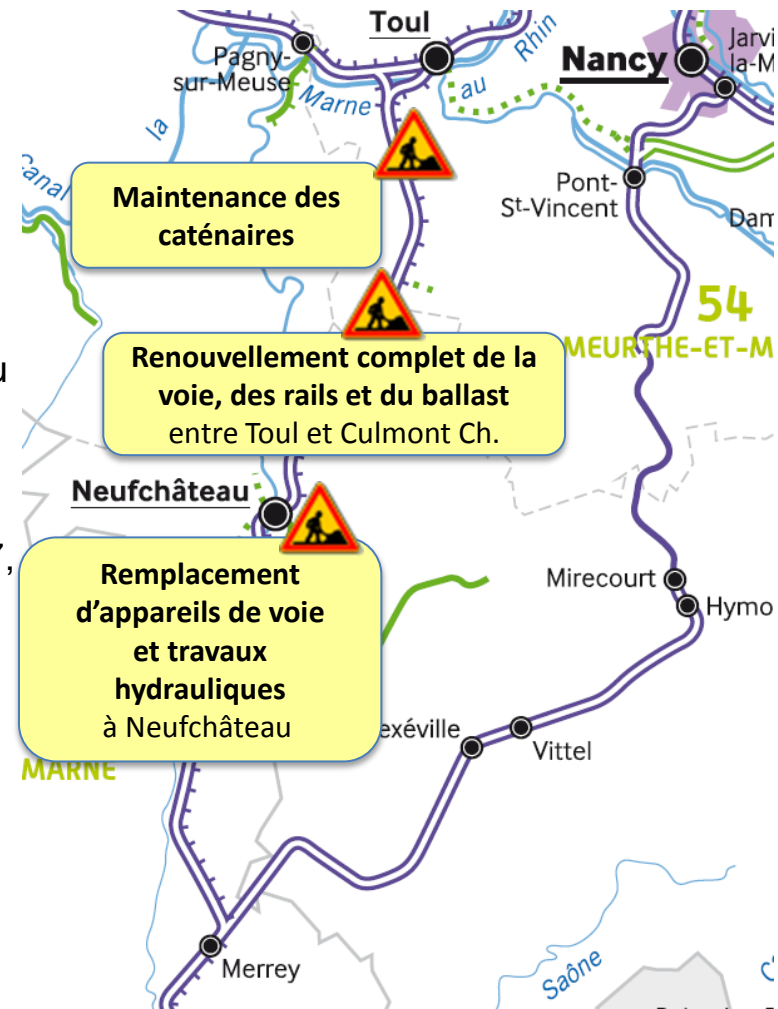 Toul
Rhin
Nancy
Jarvi
la-M
Pagny-
sur-Meuse
Marne
au
la
Canal
Maintenance des
caténaires
Pont-
St-Vincent
Dam
54
MEURTHE-ET-M
u
Renouvellement complet de la
voie, des rails et du ballast
entre Toul et Culmont Ch.
Neufchâteau
,
Remplacement
d’appareils de voie
et travaux
hydrauliques
à Neufchâteau
Mirecourt
Hymo
exéville
Vittel
MARNE
Merrey
Saône